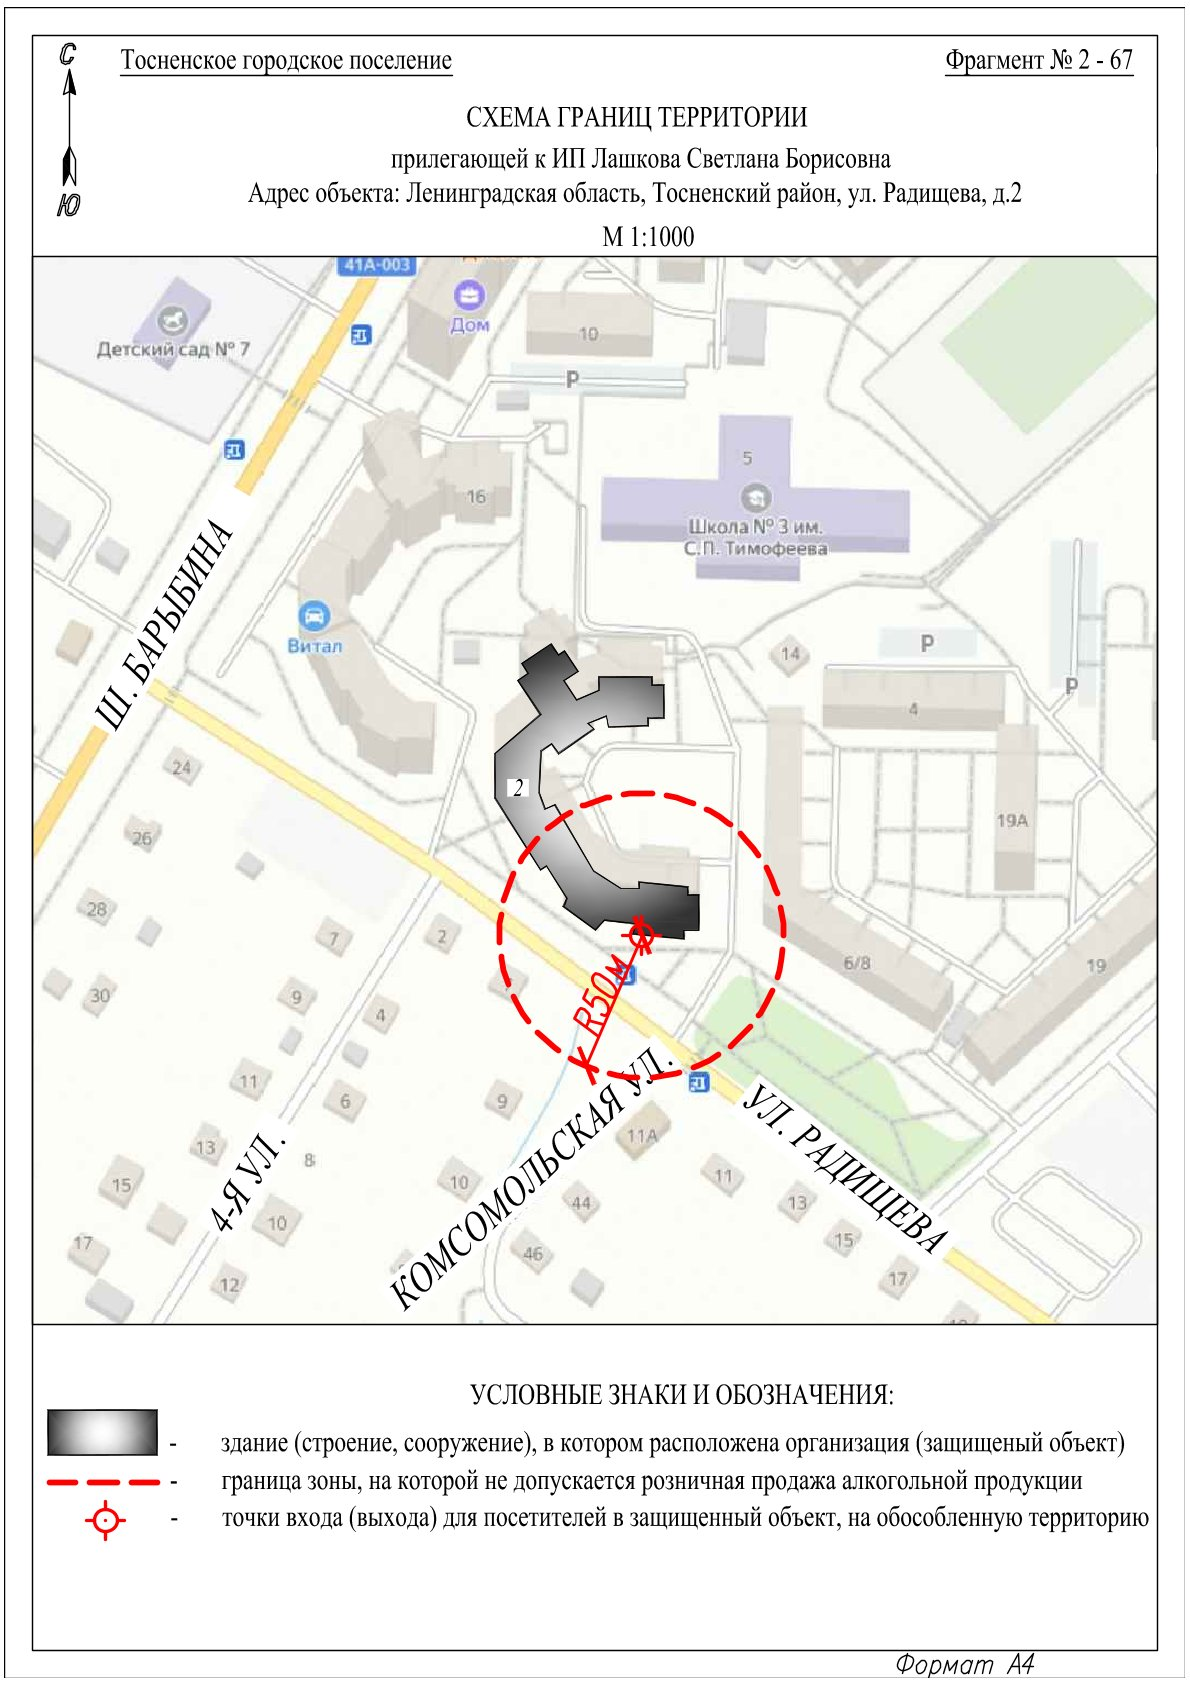 С
Ю
Тосненское городское поселение
Фрагмент № 2 - 67
СХЕМА ГРАНИЦ ТЕРРИТОРИИ
прилегающей к ИП Лашкова Светлана Борисовна
Адрес объекта: Ленинградская область, Тосненский район, ул. Радищева, д.2
М 1:1000
41А-003
Дом
10
Детский сад № 7
P
5
16
Школа № 3 им.
С.П. Тимофеева
Ш. БАРЫБИНА
Витал
14
P
P
4
24
2
19А
26
28
7
2
6/8
19
30
9
4
R50м
11
6
9
КОМСОМОЛЬСКАЯ УЛ.
УЛ. РАДИЩЕВА
11А
13
8
4-Я УЛ.
15
10
11
44
13
10
17
46
15
12
17
УСЛОВНЫЕ ЗНАКИ И ОБОЗНАЧЕНИЯ:
- здание (строение, сооружение), в котором расположена организация (защищеный объект)
- граница зоны, на которой не допускается розничная продажа алкогольной продукции
- точки входа (выхода) для посетителей в защищенный объект, на обособленную территорию
Формат А4